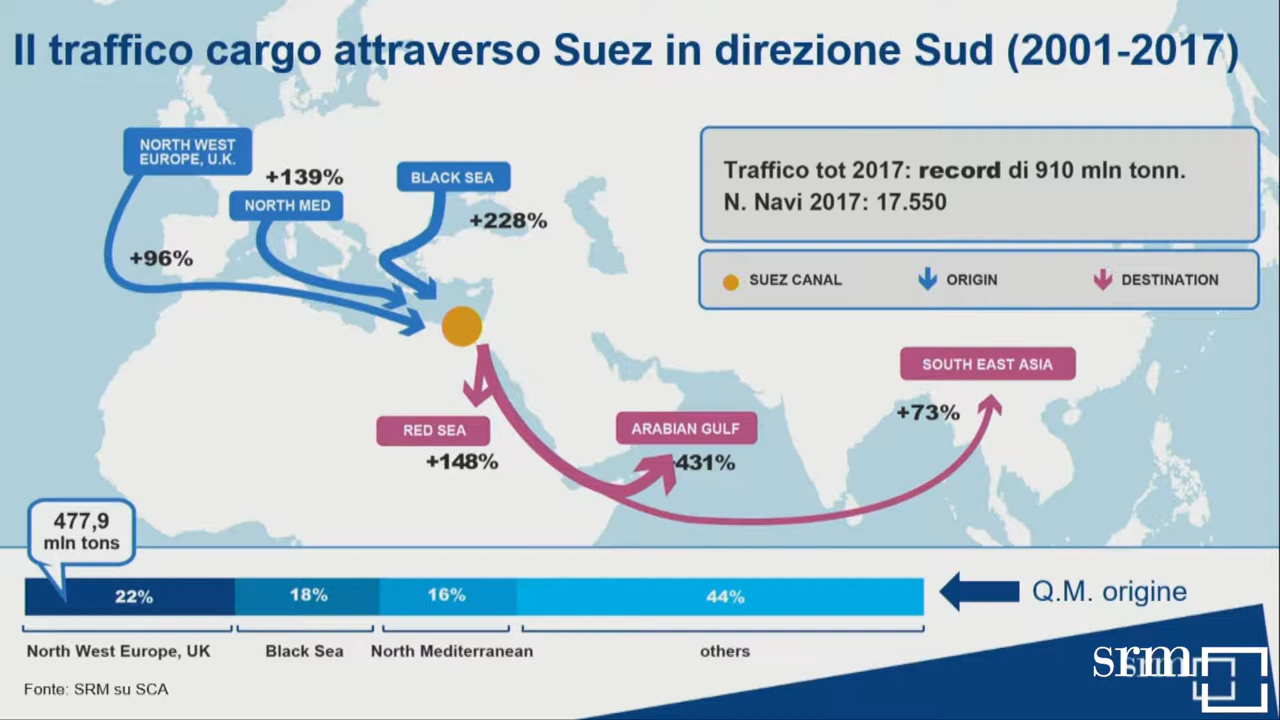 Il traffico cargo attraverso Suez in direzione Sud (2001-2017)
NORTH WEST
EUROPE, U.K.
+139%
NORTH MED
BLACK SEA
+228%
+96%
Traffico tot 2017: record di 910 mln tonn.
N. Navi 2017: 17.550
SUEZ CANAL
ORIGIN
DESTINATION
SOUTH EAST ASIA
+73%
RED SEA
+148%
ARABIAN GULF
431%
477,9
mln tons
22%
18%
16%
44%
Q.M. origine
North West Europe, UK
Black Sea
North Mediterranean
others
Fonte: SRM su SCA
srm
srm